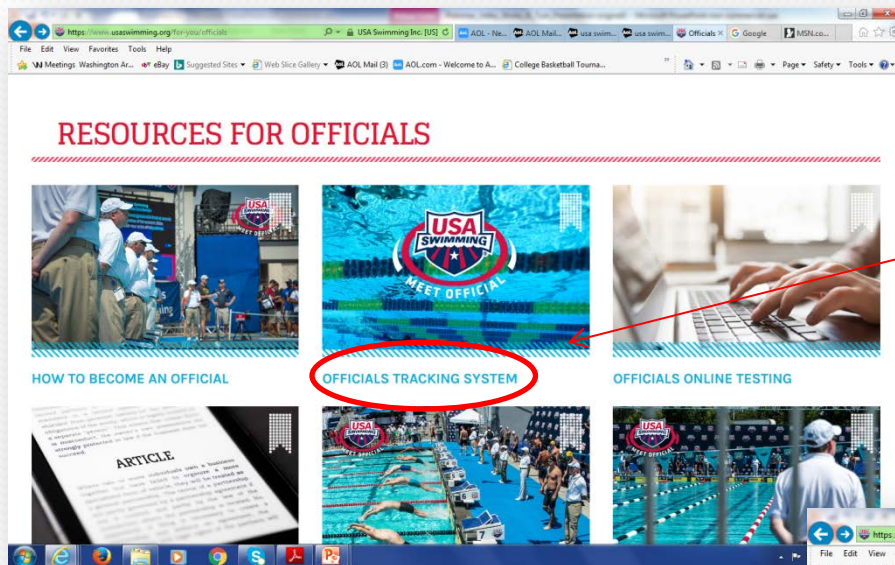 https://www.usaswimming.org/for-you/officials
USA Swimming Inc. [US]
AOL - Ne...
AOL Mail...
usa swim...
usa swim...
Officials
Google
MSN.co...
File Edit View Favorites Tools Help
Meetings Washington Ar...
eBay
Suggested Sites
Web Slice Gallery
AOL Mail (3)
AOL.com - Welcome to A...
College Basketball Tourna...
Page
Safety
Tools
RESOURCES FOR OFFICIALS
USA
SWIMMING
MEET OFFICIAL
HOW TO BECOME AN OFFICIAL
OFFICIALS TRACKING SYSTEM
OFFICIALS ONLINE TESTING
ARTICLE
USA
SWIMMING
USA
SWIMMING
7
https:
File Edit View